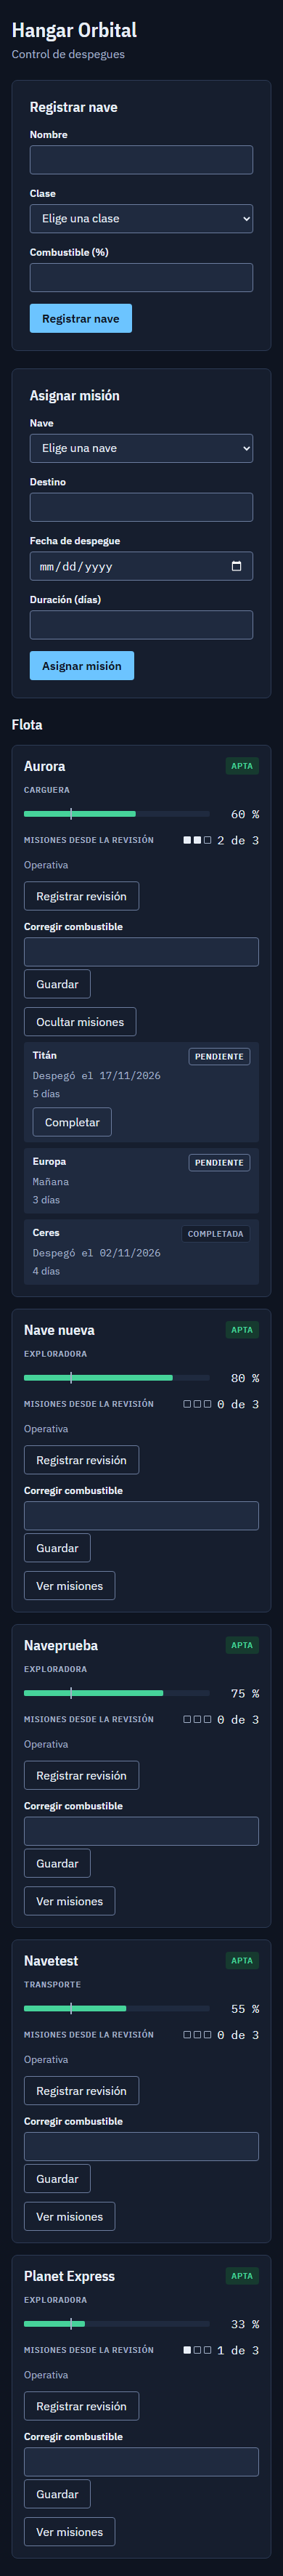 Hangar Orbital
Control de despegues
Registrar nave
Nombre
Clase
Elige una clase
Combustible (%)
Registrar nave
Asignar misión
Nave
Elige una nave
Destino
Fecha de despegue
mm/dd/yyyy
Duración (días)
Asignar misión
Flota
Aurora APTA
CARGUERA
60 %
MISIONES DESDE LA REVISIÓN 2 de 3
Operativa
Registrar revisión
Corregir combustible
Guardar
Ocultar misiones
Titán PENDIENTE
Despegó el 17/11/2026
5 días
Completar
Europa PENDIENTE
Mañana
3 días
Ceres COMPLETADA
Despegó el 02/11/2026
4 días
Nave nueva APTA
EXPLORADORA
80 %
MISIONES DESDE LA REVISIÓN 0 de 3
Operativa
Registrar revisión
Corregir combustible
Guardar
Ver misiones
Naveprueba APTA
EXPLORADORA
75 %
MISIONES DESDE LA REVISIÓN 0 de 3
Operativa
Registrar revisión
Corregir combustible
Guardar
Ver misiones
Navetest APTA
TRANSPORTE
55 %
MISIONES DESDE LA REVISIÓN 0 de 3
Operativa
Registrar revisión
Corregir combustible
Guardar
Ver misiones
Planet Express APTA
EXPLORADORA
33 %
MISIONES DESDE LA REVISIÓN 1 de 3
Operativa
Registrar revisión
Corregir combustible
Guardar
Ver misiones